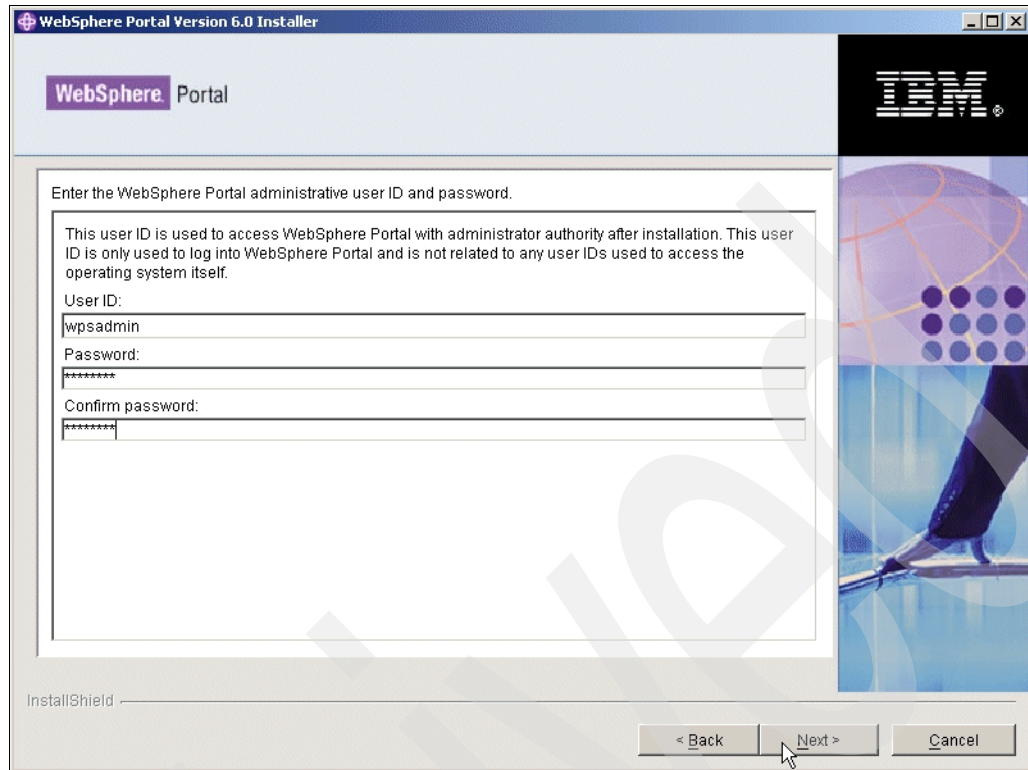 WebSphere Portal Version 6.0 Installer
WebSphere. Portal
IBM®
Enter the WebSphere Portal administrative user ID and password.
This user ID is used to access WebSphere Portal with administrator authority after installation. This user
ID is only used to log into WebSphere Portal and is not related to any user IDs used to access the
operating system itself.
User ID:
wpsadmin
Password:
********
Confirm password:
********
InstallShield
< Back
Next >
Cancel